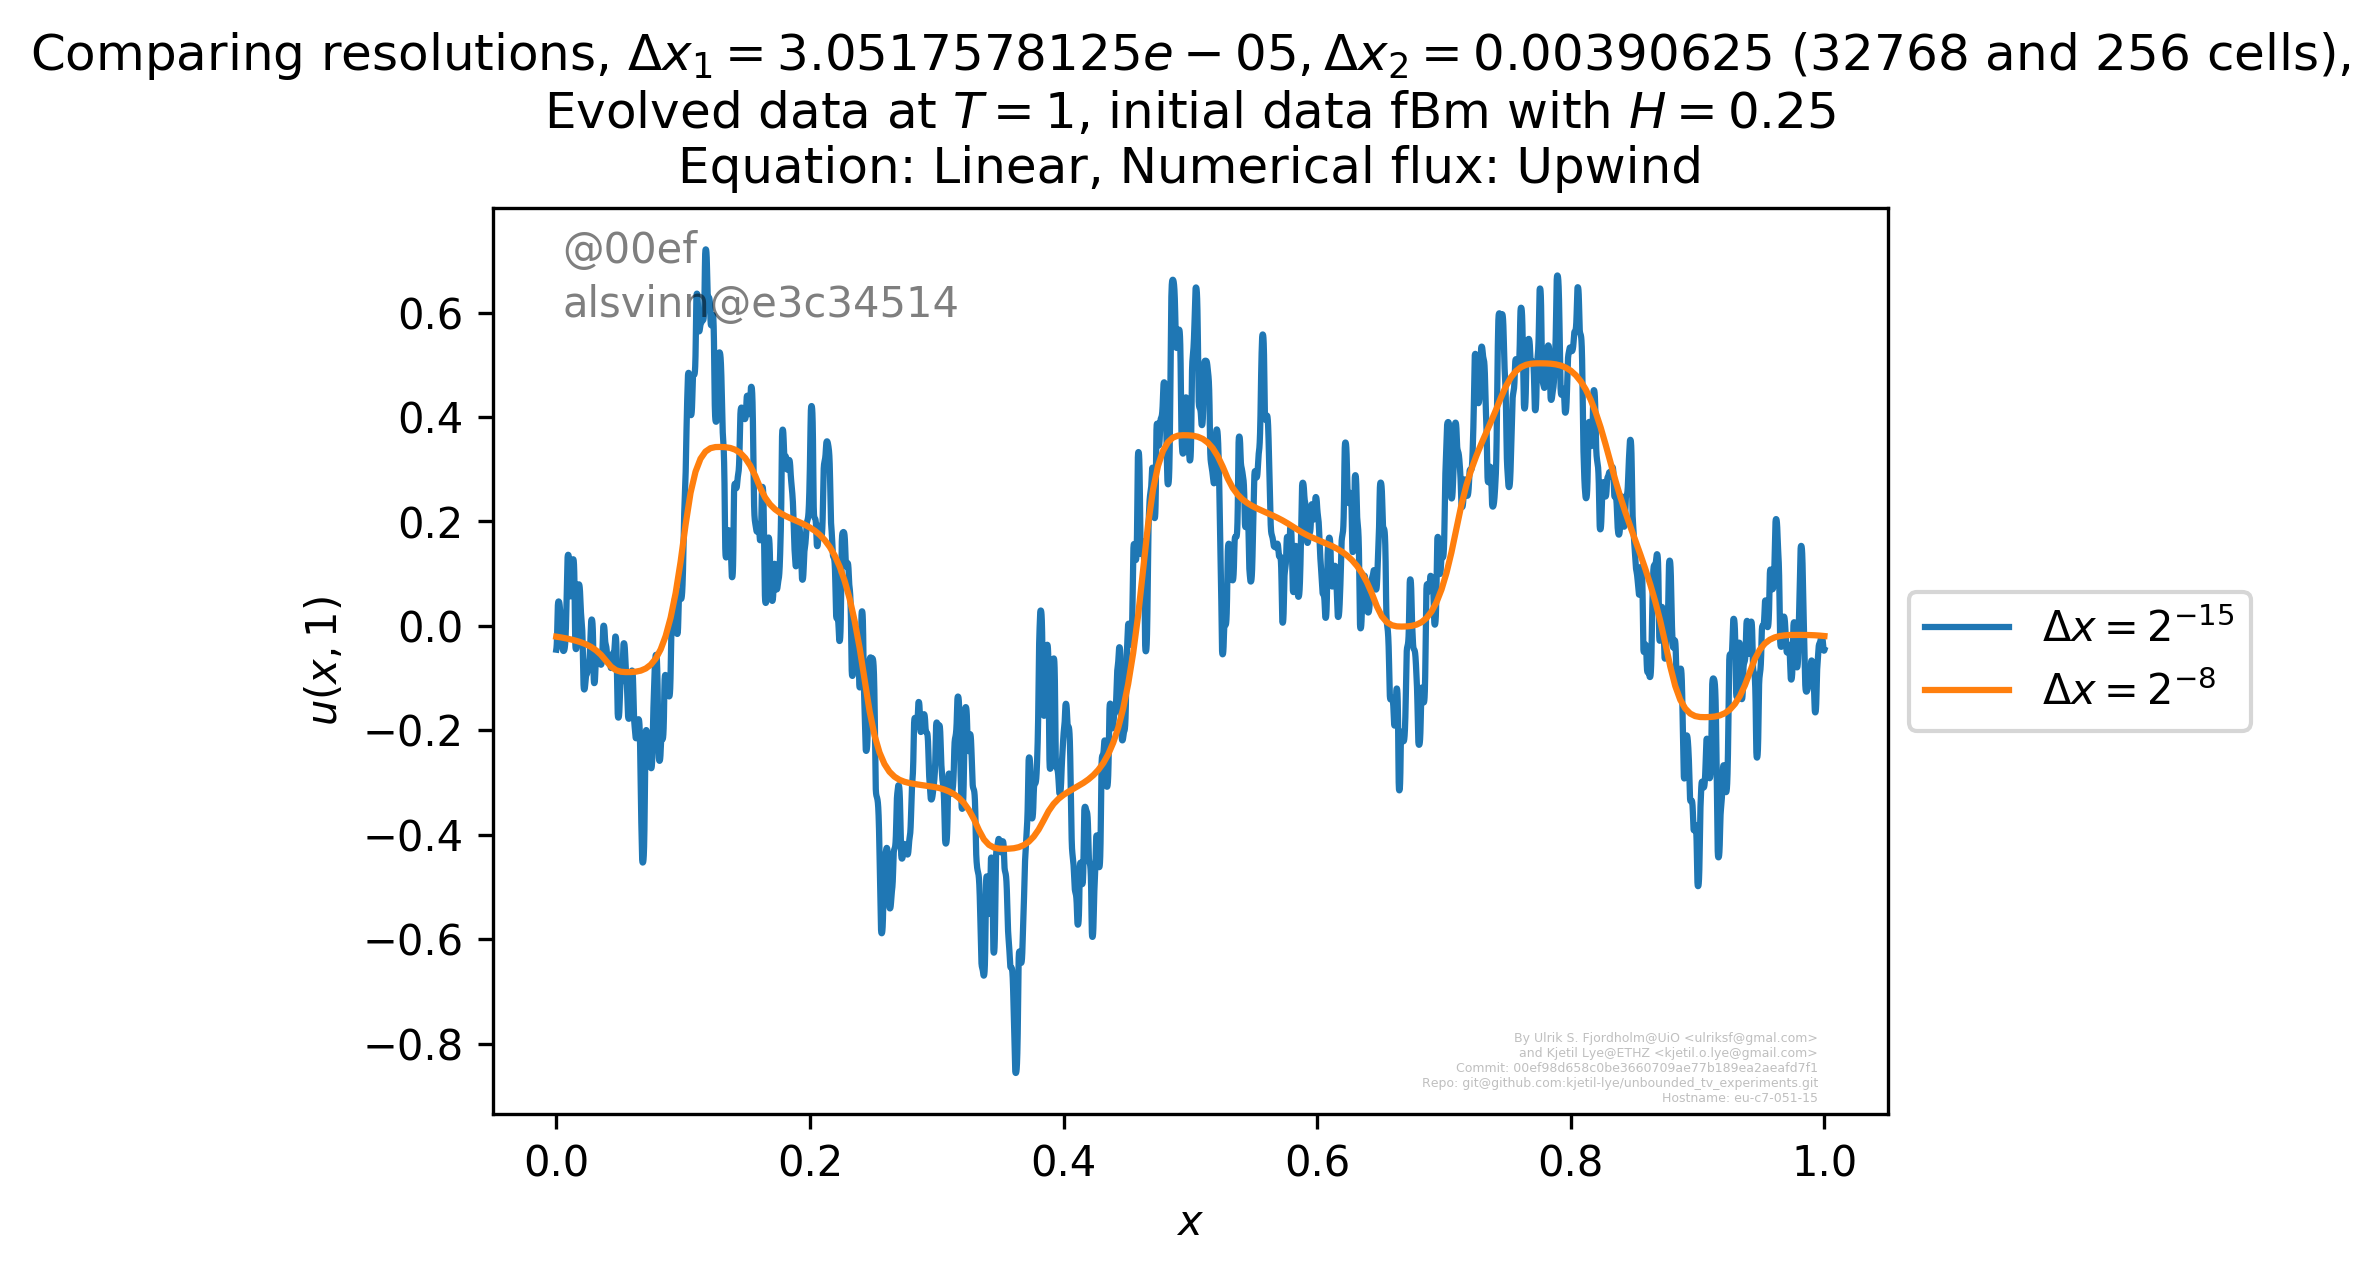 Comparing resolutions, Δx₁ = 3.0517578125e − 05, Δx₂ = 0.00390625 (32768 and 256 cells),
Evolved data at T = 1, initial data fBm with H = 0.25
Equation: Linear, Numerical flux: Upwind
@00ef
alsvinn@e3c34514
0.6
0.4
0.2
0.0
−0.2
−0.4
−0.6
−0.8
u(x, 1)
Δx = 2⁻¹⁵
Δx = 2⁻⁸
By Ulrik S. Fjordholm@UiO <ulriksf@gmal.com>
and Kjetil Lye@ETHZ <kjetil.o.lye@gmail.com>
Commit: 00ef98d658c0be3660709ae77b189ea2aeafd7f1
Repo: git@github.com:kjetil-lye/unbounded_tv_experiments.git
Hostname: eu-c7-051-15
0.0 0.2 0.4 0.6 0.8 1.0
x